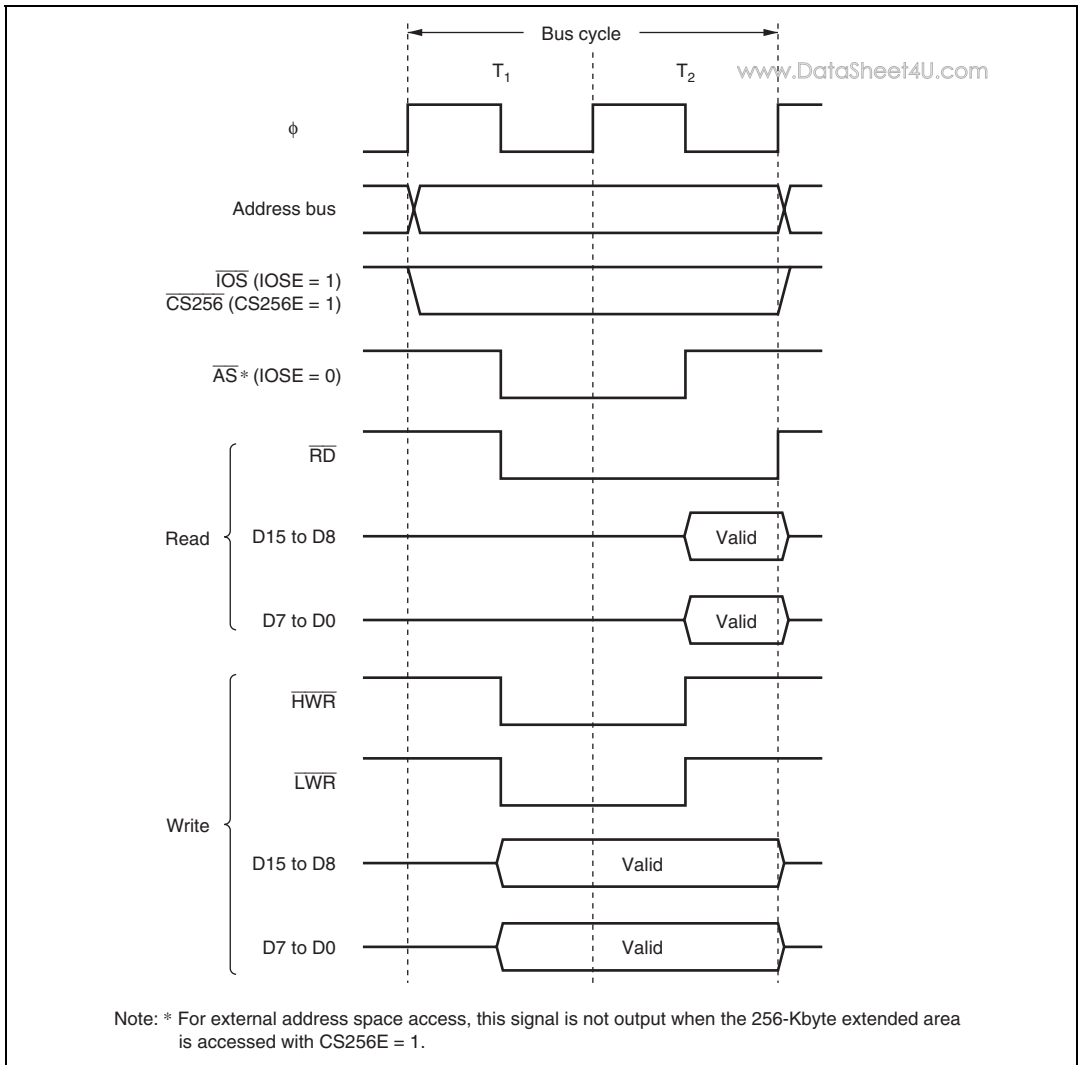 Bus cycle
T1 T2
www.DataSheet4U.com
ϕ
Address bus
IOS (IOSE = 1)
CS256 (CS256E = 1)
AS * (IOSE = 0)
RD
Read
D15 to D8
Valid
D7 to D0
Valid
HWR
LWR
Write
D15 to D8
Valid
D7 to D0
Valid
Note: * For external address space access, this signal is not output when the 256-Kbyte extended area
is accessed with CS256E = 1.